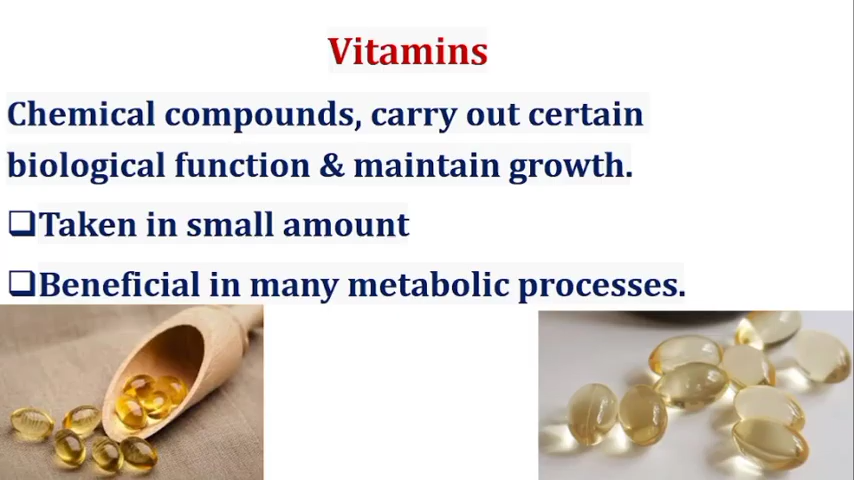 Vitamins
Chemical compounds, carry out certain
biological function & maintain growth.
❑Taken in small amount
❑Beneficial in many metabolic processes.